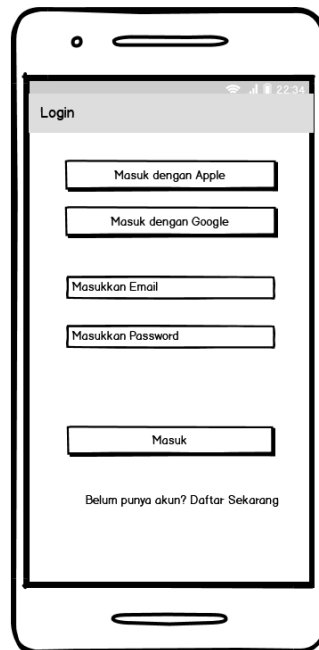 22:34
Login
Masuk dengan Apple
Masuk dengan Google
Masukkan Email
Masukkan Password
Masuk
Belum punya akun? Daftar Sekarang